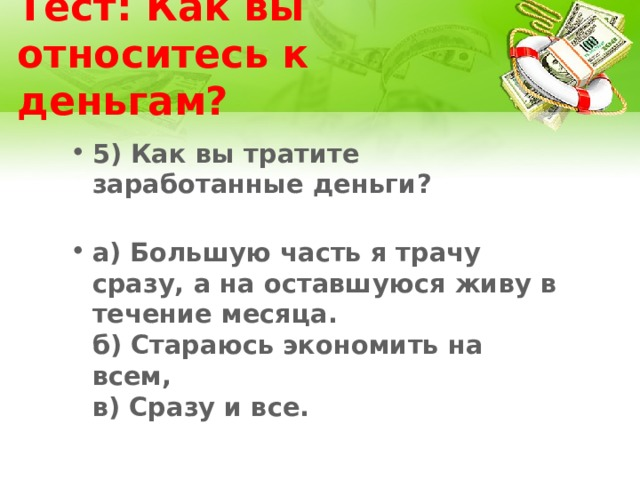 Тест: Как вы
относитесь к
деньгам?
• 5) Как вы тратите
заработанные деньги?
• а) Большую часть я трачу
сразу, а на оставшуюся живу в
течение месяца.
б) Стараюсь экономить на
всем,
в) Сразу и все.
100